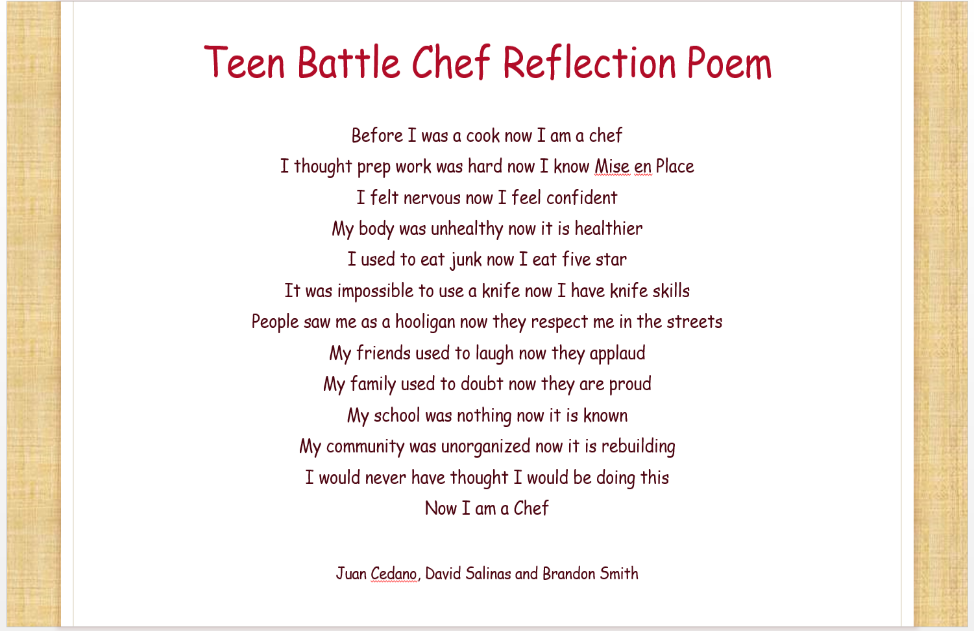 Teen Battle Chef Reflection Poem
Before I was a cook now I am a chef
I thought prep work was hard now I know Mise en Place
I felt nervous now I feel confident
My body was unhealthy now it is healthier
I used to eat junk now I eat five star
It was impossible to use a knife now I have knife skills
People saw me as a hooligan now they respect me in the streets
My friends used to laugh now they applaud
My family used to doubt now they are proud
My school was nothing now it is known
My community was unorganized now it is rebuilding
I would never have thought I would be doing this
Now I am a Chef
Juan Cedano, David Salinas and Brandon Smith